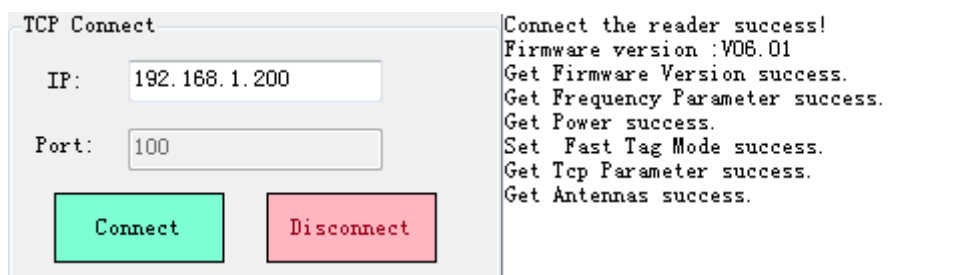 TCP Connect
IP: 192.168.1.200
Port: 100
Connect Disconnect
Connect the reader success!
Firmware version :V06.01
Get Firmware Version success.
Get Frequency Parameter success.
Get Power success.
Set  Fast Tag Mode success.
Get Tcp Parameter success.
Get Antennas success.